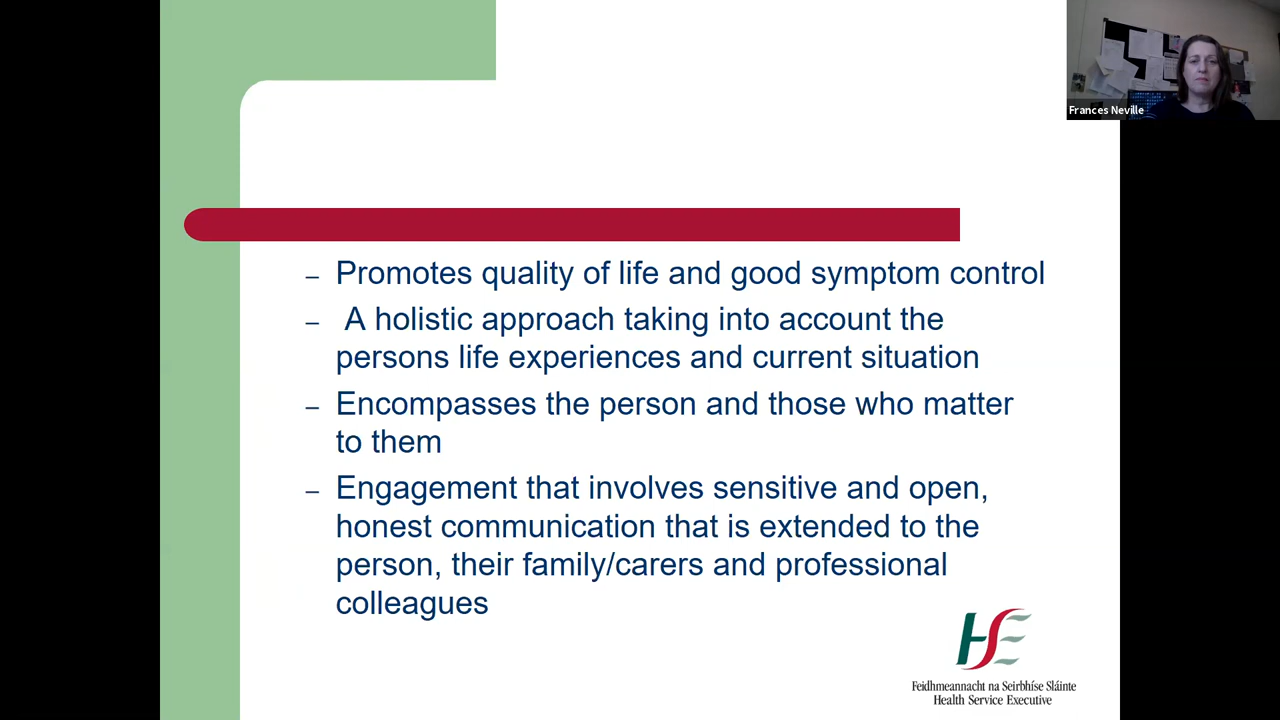 Frances Neville
– Promotes quality of life and good symptom control
– A holistic approach taking into account the
persons life experiences and current situation
– Encompasses the person and those who matter
to them
– Engagement that involves sensitive and open,
honest communication that is extended to the
person, their family/carers and professional
colleagues
HSE
Feidhmeannacht na Seirbhíse Sláinte
Health Service Executive